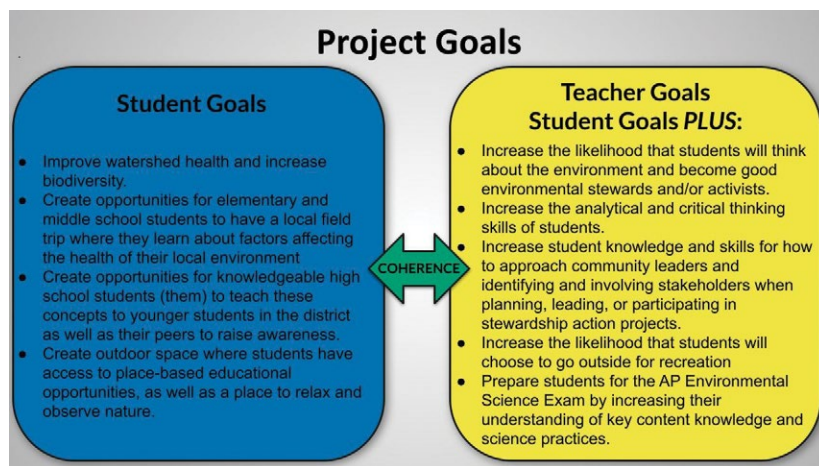 Project Goals
Student Goals
● Improve watershed health and increase
biodiversity.
● Create opportunities for elementary and
middle school students to have a local field
trip where they learn about factors affecting
the health of their local environment
● Create opportunities for knowledgeable high
school students (them) to teach these
concepts to younger students in the district
as well as their peers to raise awareness.
● Create outdoor space where students have
access to place-based educational
opportunities, as well as a place to relax and
observe nature.
COHERENCE
Teacher Goals
Student Goals PLUS:
● Increase the likelihood that students will think
about the environment and become good
environmental stewards and/or activists.
● Increase the analytical and critical thinking
skills of students.
● Increase student knowledge and skills for how
to approach community leaders and
identifying and involving stakeholders when
planning, leading, or participating in
stewardship action projects.
● Increase the likelihood that students will
choose to go outside for recreation
● Prepare students for the AP Environmental
Science Exam by increasing their
understanding of key content knowledge and
science practices.